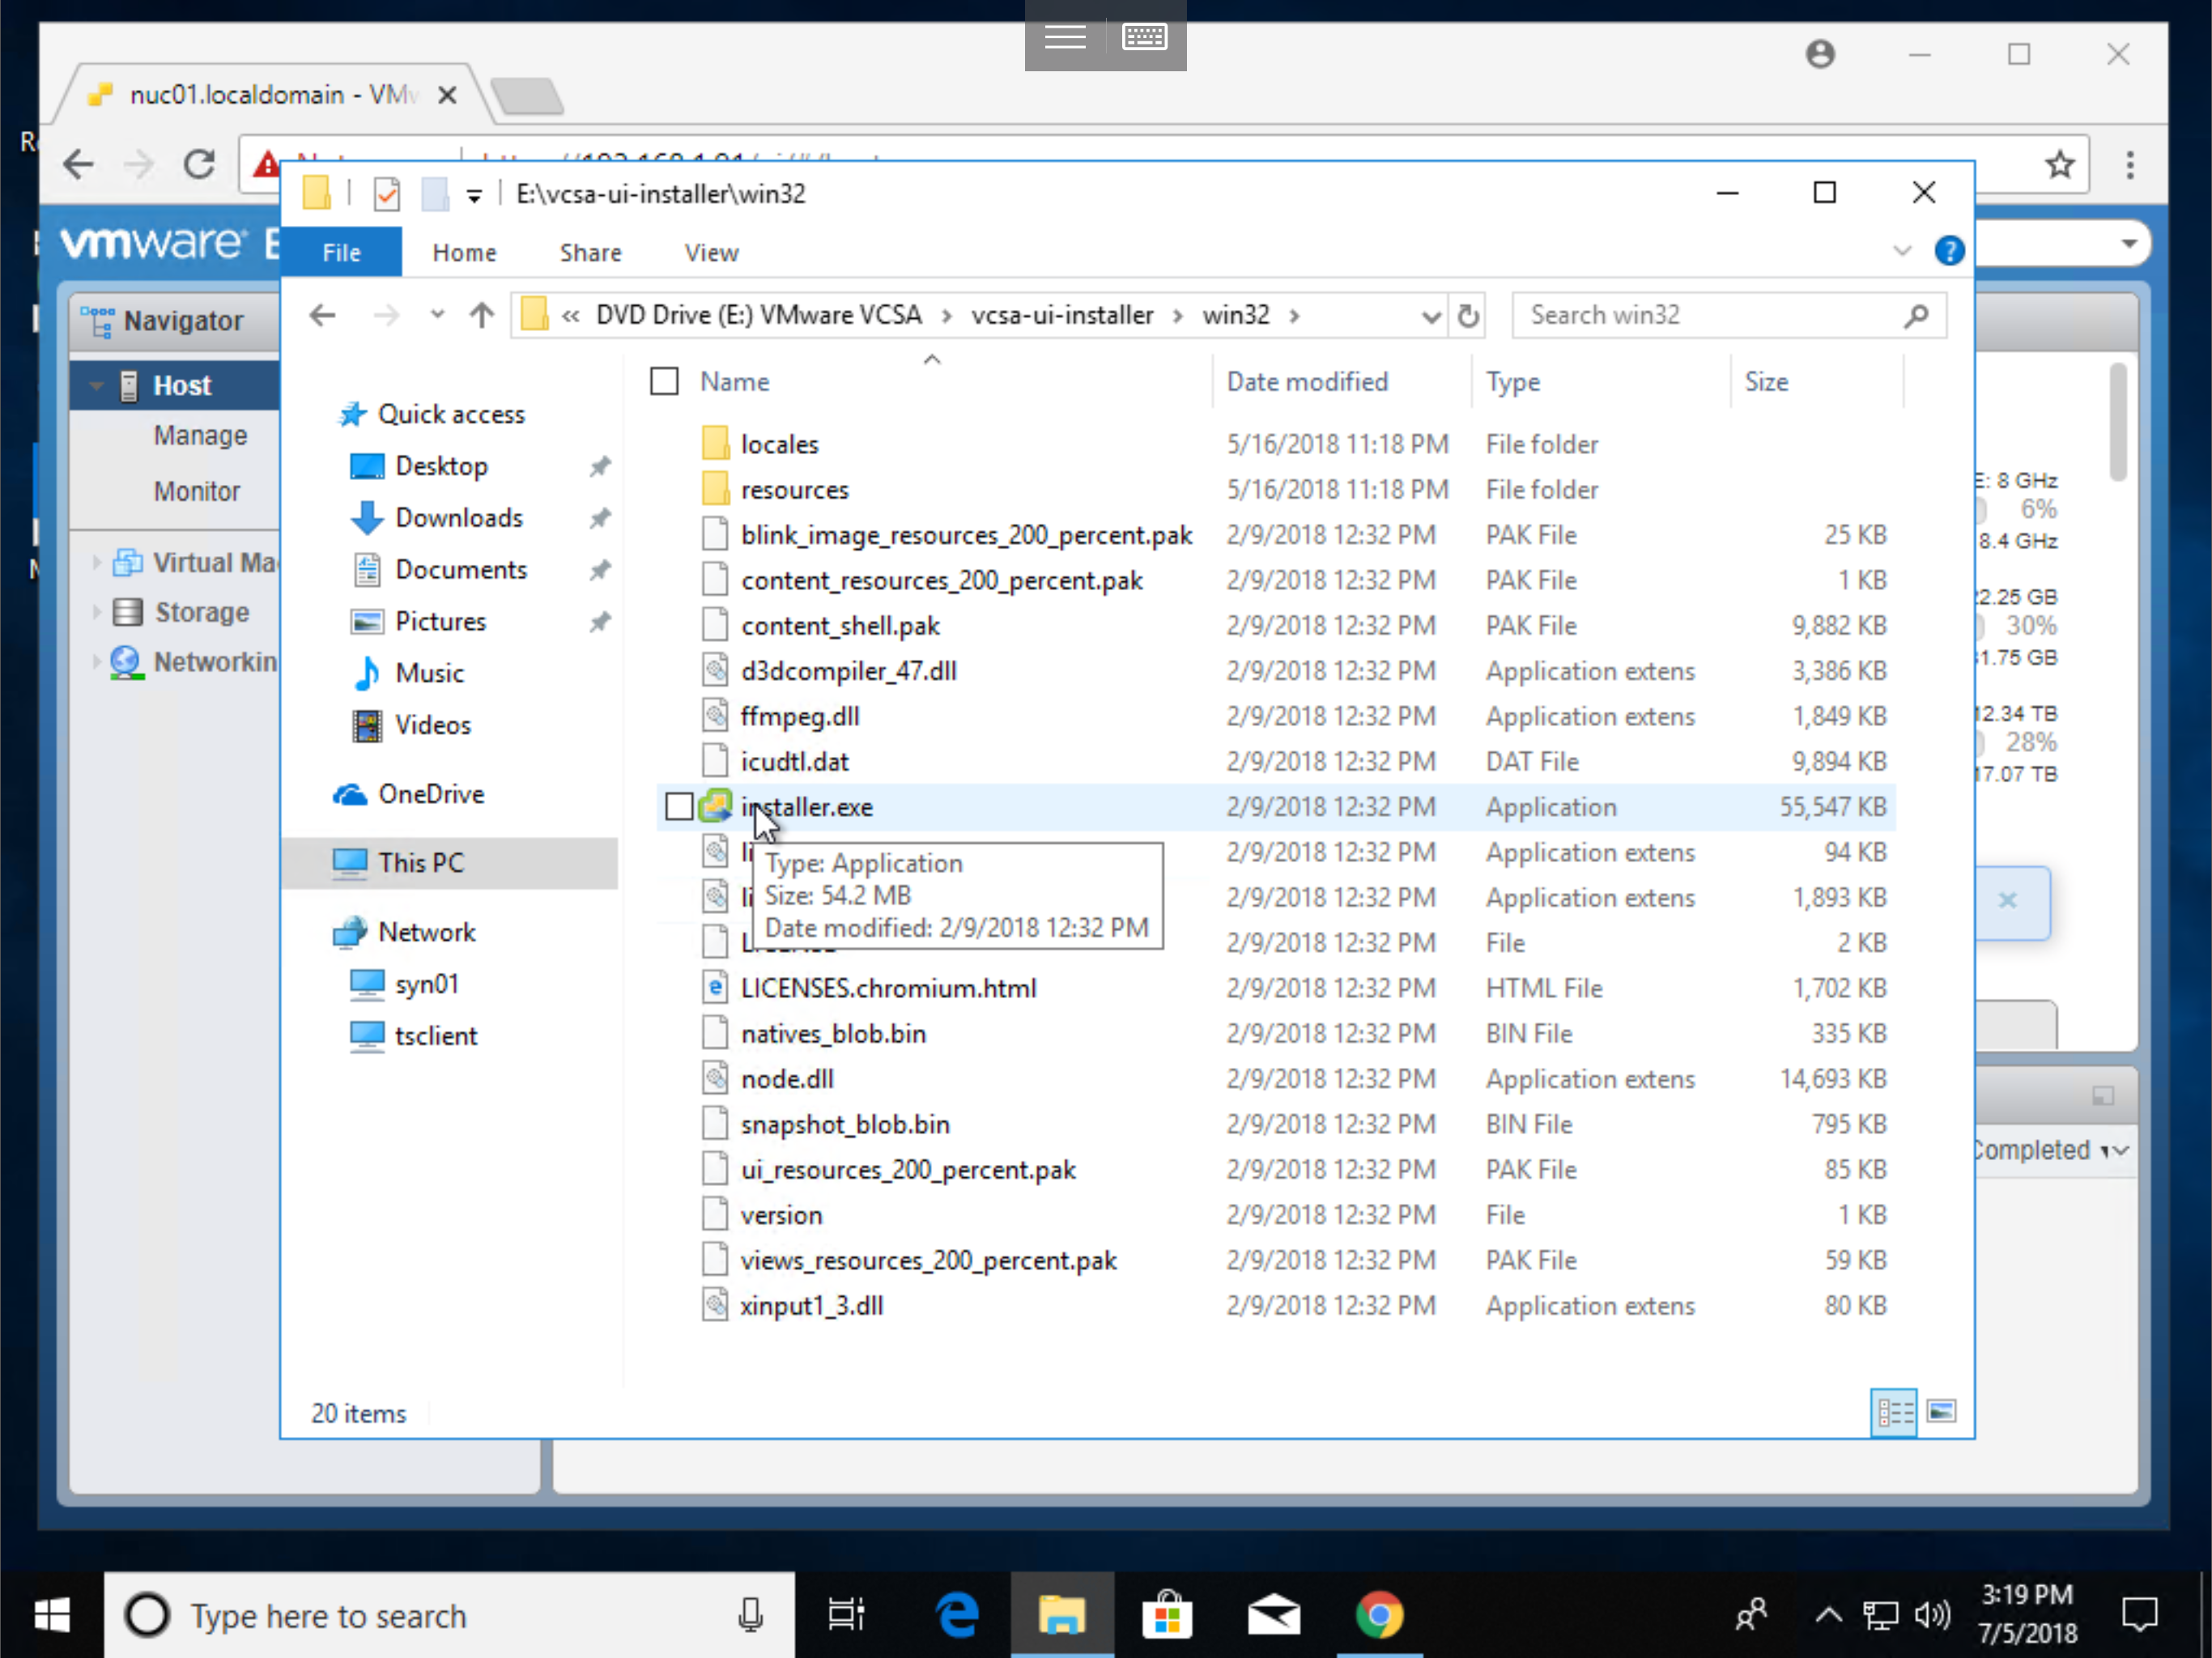 nuc01.localdomain - VM
E:\vcsa-ui-installer\win32
File Home Share View
vmware
« DVD Drive (E:) VMware VCSA > vcsa-ui-installer > win32 >
Search win32
Navigator
Host
Manage
Monitor
Storage
Quick access
Desktop
Downloads
Documents
Pictures
Music
Videos
OneDrive
This PC
Network
syn01
tsclient
Name Date modified Type Size
locales 5/16/2018 11:18 PM File folder
resources 5/16/2018 11:18 PM File folder
blink_image_resources_200_percent.pak 2/9/2018 12:32 PM PAK File 25 KB
content_resources_200_percent.pak 2/9/2018 12:32 PM PAK File 1 KB
content_shell.pak 2/9/2018 12:32 PM PAK File 9,882 KB
d3dcompiler_47.dll 2/9/2018 12:32 PM Application extens 3,386 KB
ffmpeg.dll 2/9/2018 12:32 PM Application extens 1,849 KB
icudtl.dat 2/9/2018 12:32 PM DAT File 9,894 KB
installer.exe 2/9/2018 12:32 PM Application 55,547 KB
2/9/2018 12:32 PM Application extens 94 KB
2/9/2018 12:32 PM Application extens 1,893 KB
2/9/2018 12:32 PM File 2 KB
Type: Application
Size: 54.2 MB
Date modified: 2/9/2018 12:32 PM
LICENSES.chromium.html 2/9/2018 12:32 PM HTML File 1,702 KB
natives_blob.bin 2/9/2018 12:32 PM BIN File 335 KB
node.dll 2/9/2018 12:32 PM Application extens 14,693 KB
snapshot_blob.bin 2/9/2018 12:32 PM BIN File 795 KB
ui_resources_200_percent.pak 2/9/2018 12:32 PM PAK File 85 KB
version 2/9/2018 12:32 PM File 1 KB
views_resources_200_percent.pak 2/9/2018 12:32 PM PAK File 59 KB
xinput1_3.dll 2/9/2018 12:32 PM Application extens 80 KB
20 items
E: 8 GHz
6%
8.4 GHz
2.25 GB
30%
1.75 GB
12.34 TB
28%
17.07 TB
Completed
Type here to search
3:19 PM
7/5/2018